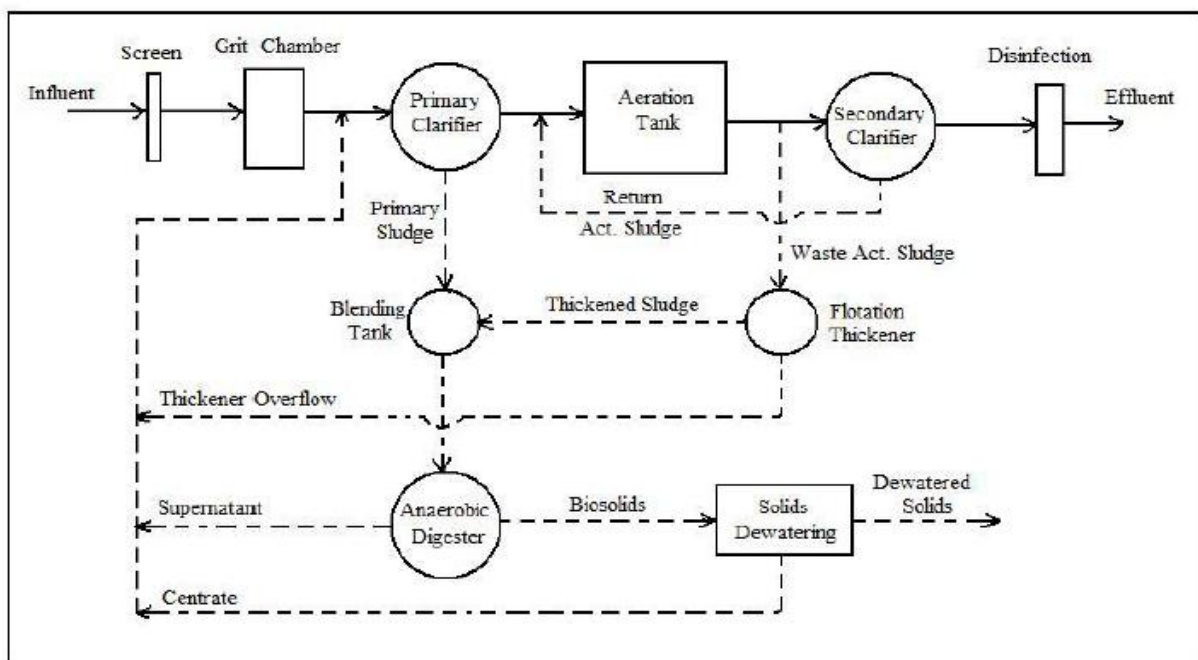 Screen
Grit Chamber
Disinfection
Influent
Primary
Clarifier
Aeration
Tank
Secondary
Clarifier
Effluent
Primary
Sludge
Return
Act. Sludge
Waste Act. Sludge
Blending
Tank
Thickened Sludge
Flotation
Thickener
Thickener Overflow
Supernatant
Anaerobic
Digester
Biosolids
Solids
Dewatering
Dewatered
Solids
Centrate